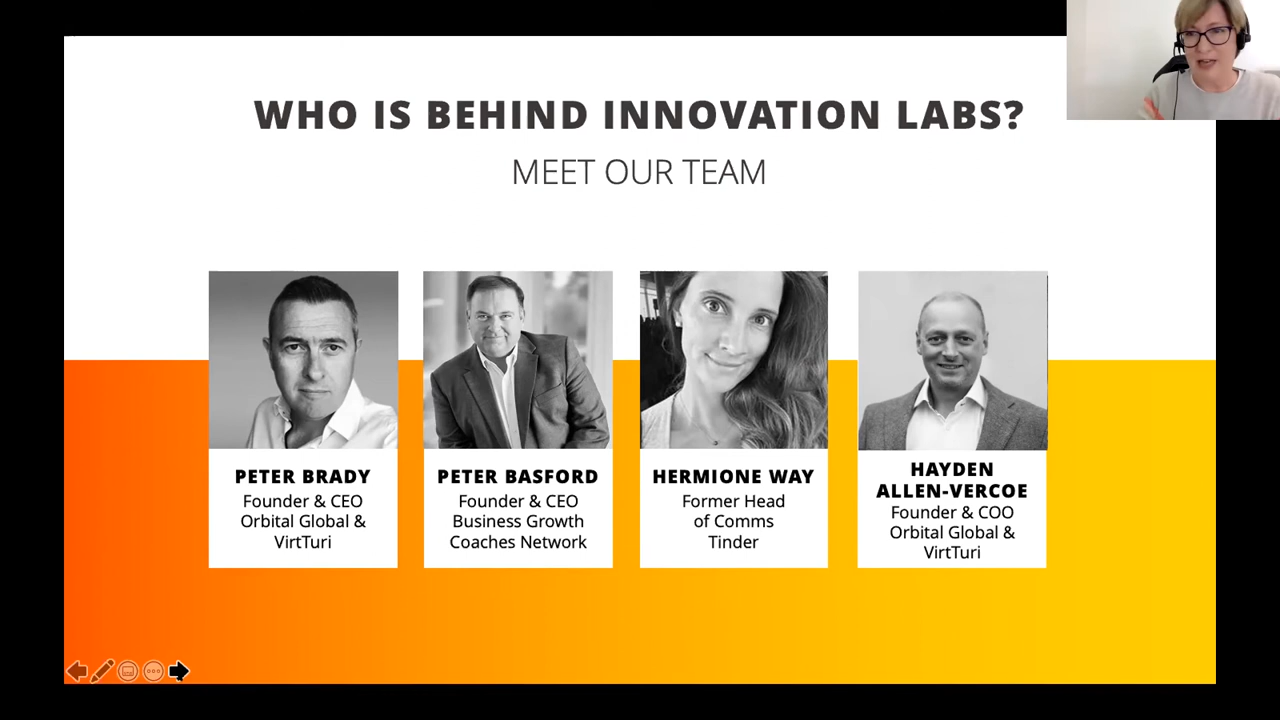 WHO IS BEHIND INNOVATION LABS?
MEET OUR TEAM
PETER BRADY
Founder & CEO
Orbital Global &
VirtTuri
PETER BASFORD
Founder & CEO
Business Growth
Coaches Network
HERMIONE WAY
Former Head
of Comms
Tinder
HAYDEN
ALLEN-VERCOE
Founder & COO
Orbital Global &
VirtTuri